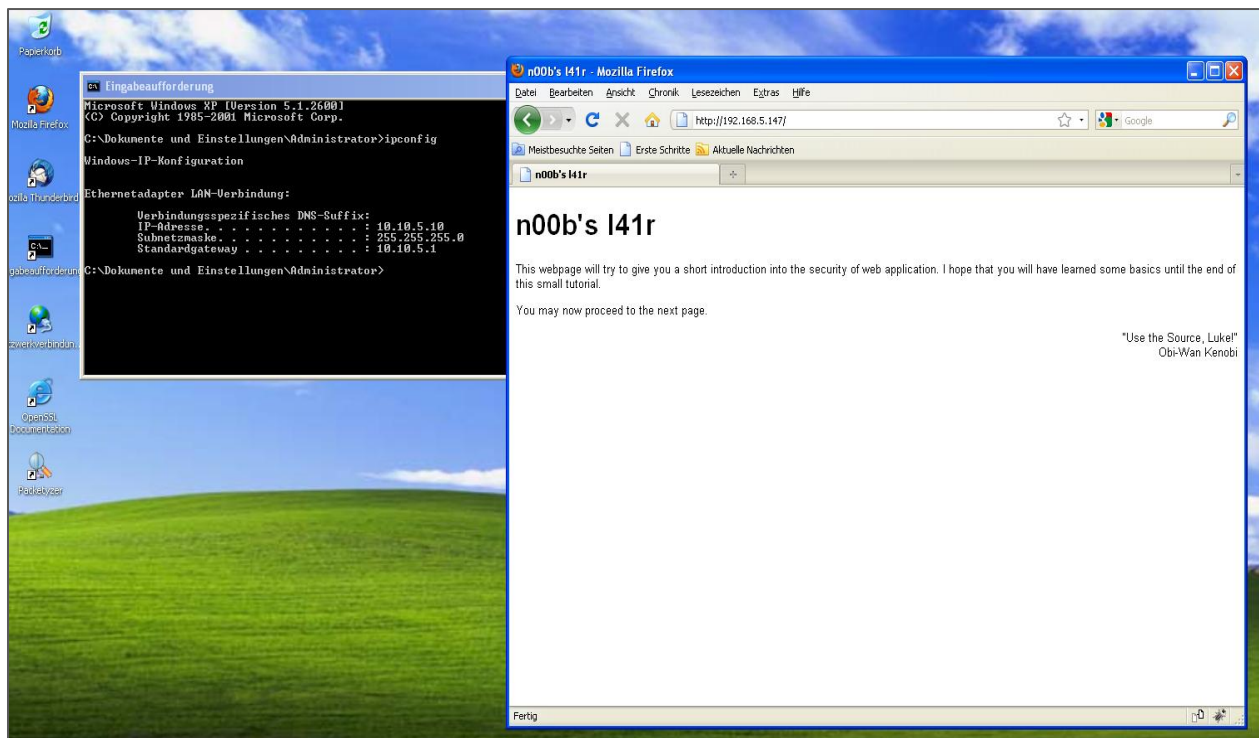 Papierkorb
Mozilla Firefox
ozilla Thunderbird
gabeaufforderung
zwerkverbindun...
OpenSSL
Documentation
Packetyzer
Eingabeaufforderung
Microsoft Windows XP [Version 5.1.2600]
(C) Copyright 1985-2001 Microsoft Corp.
C:\Dokumente und Einstellungen\Administrator>ipconfig
Windows-IP-Konfiguration
Ethernetadapter LAN-Verbindung:
Verbindungsspezifisches DNS-Suffix:
IP-Adresse. . . . . . . . . . . . : 10.10.5.10
Subnetzmaske. . . . . . . . . . . : 255.255.255.0
Standardgateway . . . . . . . . . : 10.10.5.1
C:\Dokumente und Einstellungen\Administrator>
n00b's l41r - Mozilla Firefox
Datei Bearbeiten Ansicht Chronik Lesezeichen Extras Hilfe
http://192.168.5.147/ Google
Meistbesuchte Seiten Erste Schritte Aktuelle Nachrichten
n00b's l41r
n00b's l41r
This webpage will try to give you a short introduction into the security of web application. I hope that you will have learned some basics until the end of
this small tutorial.
You may now proceed to the next page.
"Use the Source, Luke!"
Obi-Wan Kenobi
Fertig